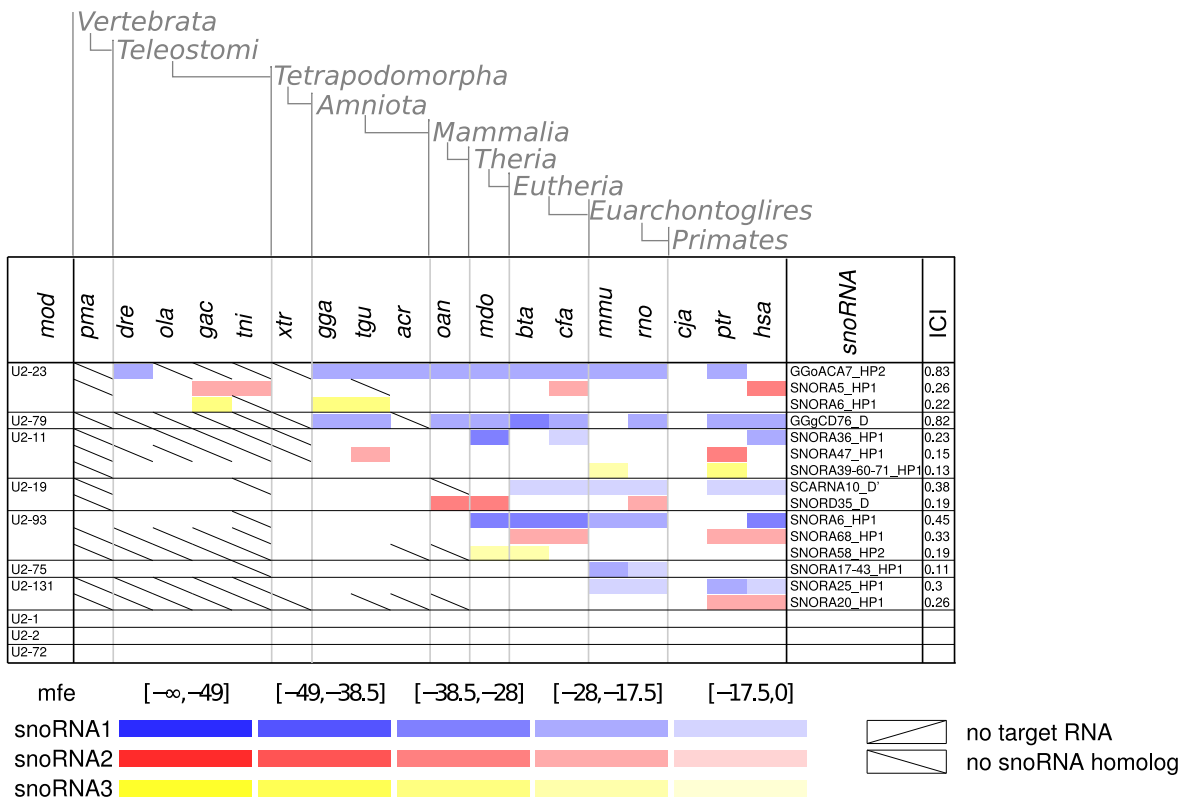 Vertebrata
Teleostomi
Tetrapodomorpha
Amniota
Mammalia
Theria
Eutheria
Euarchontoglires
Primates
mod pma dre ola gac tni xtr gga tgu acr oan mdo bta cfa mmu rno cja ptr hsa snoRNA ICI
U2-23 GGoACA7_HP2 0.83
SNORA5_HP1 0.26
SNORA6_HP1 0.22
U2-79 GGgCD76_D 0.82
U2-11 SNORA36_HP1 0.23
SNORA47_HP1 0.15
SNORA39-60-71_HP1 0.13
U2-19 SCARNA10_D' 0.38
SNORD35_D 0.19
U2-93 SNORA6_HP1 0.45
SNORA68_HP1 0.33
SNORA58_HP2 0.19
U2-75 SNORA17-43_HP1 0.11
U2-131 SNORA25_HP1 0.3
SNORA20_HP1 0.26
U2-1
U2-2
U2-72
mfe [−∞,−49] [−49,−38.5] [−38.5,−28] [−28,−17.5] [−17.5,0]
snoRNA1 no target RNA
snoRNA2 no snoRNA homolog
snoRNA3